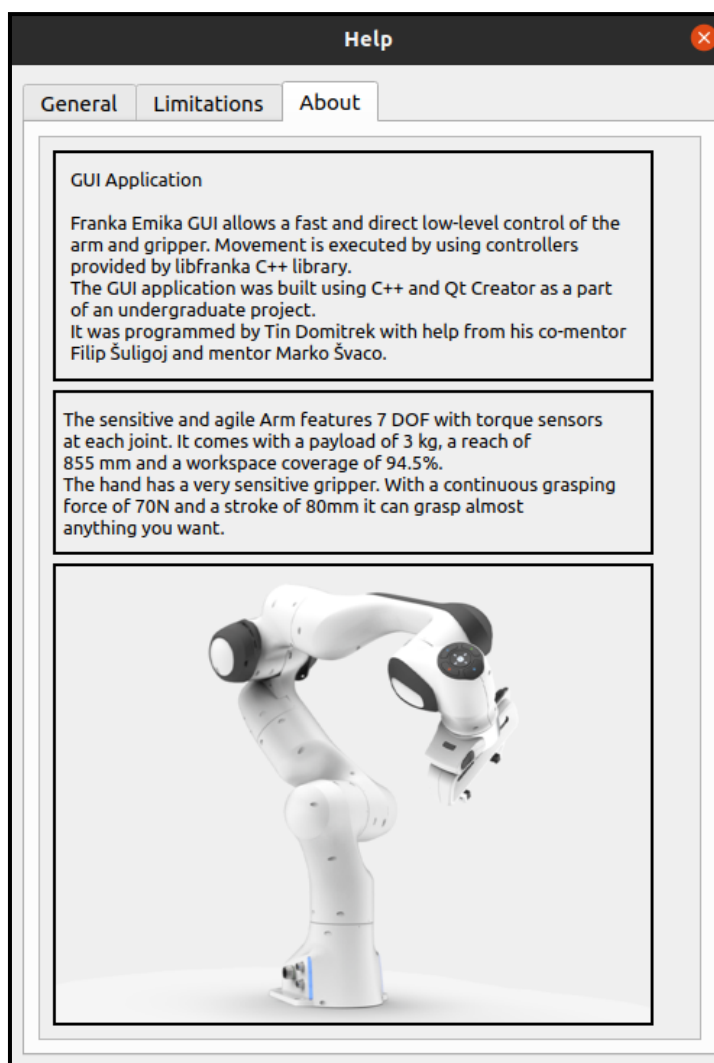 Help
General
Limitations
About
GUI Application
Franka Emika GUI allows a fast and direct low-level control of the
arm and gripper. Movement is executed by using controllers
provided by libfranka C++ library.
The GUI application was built using C++ and Qt Creator as a part
of an undergraduate project.
It was programmed by Tin Domitrek with help from his co-mentor
Filip Šuligoj and mentor Marko Švaco.
The sensitive and agile Arm features 7 DOF with torque sensors
at each joint. It comes with a payload of 3 kg, a reach of
855 mm and a workspace coverage of 94.5%.
The hand has a very sensitive gripper. With a continuous grasping
force of 70N and a stroke of 80mm it can grasp almost
anything you want.